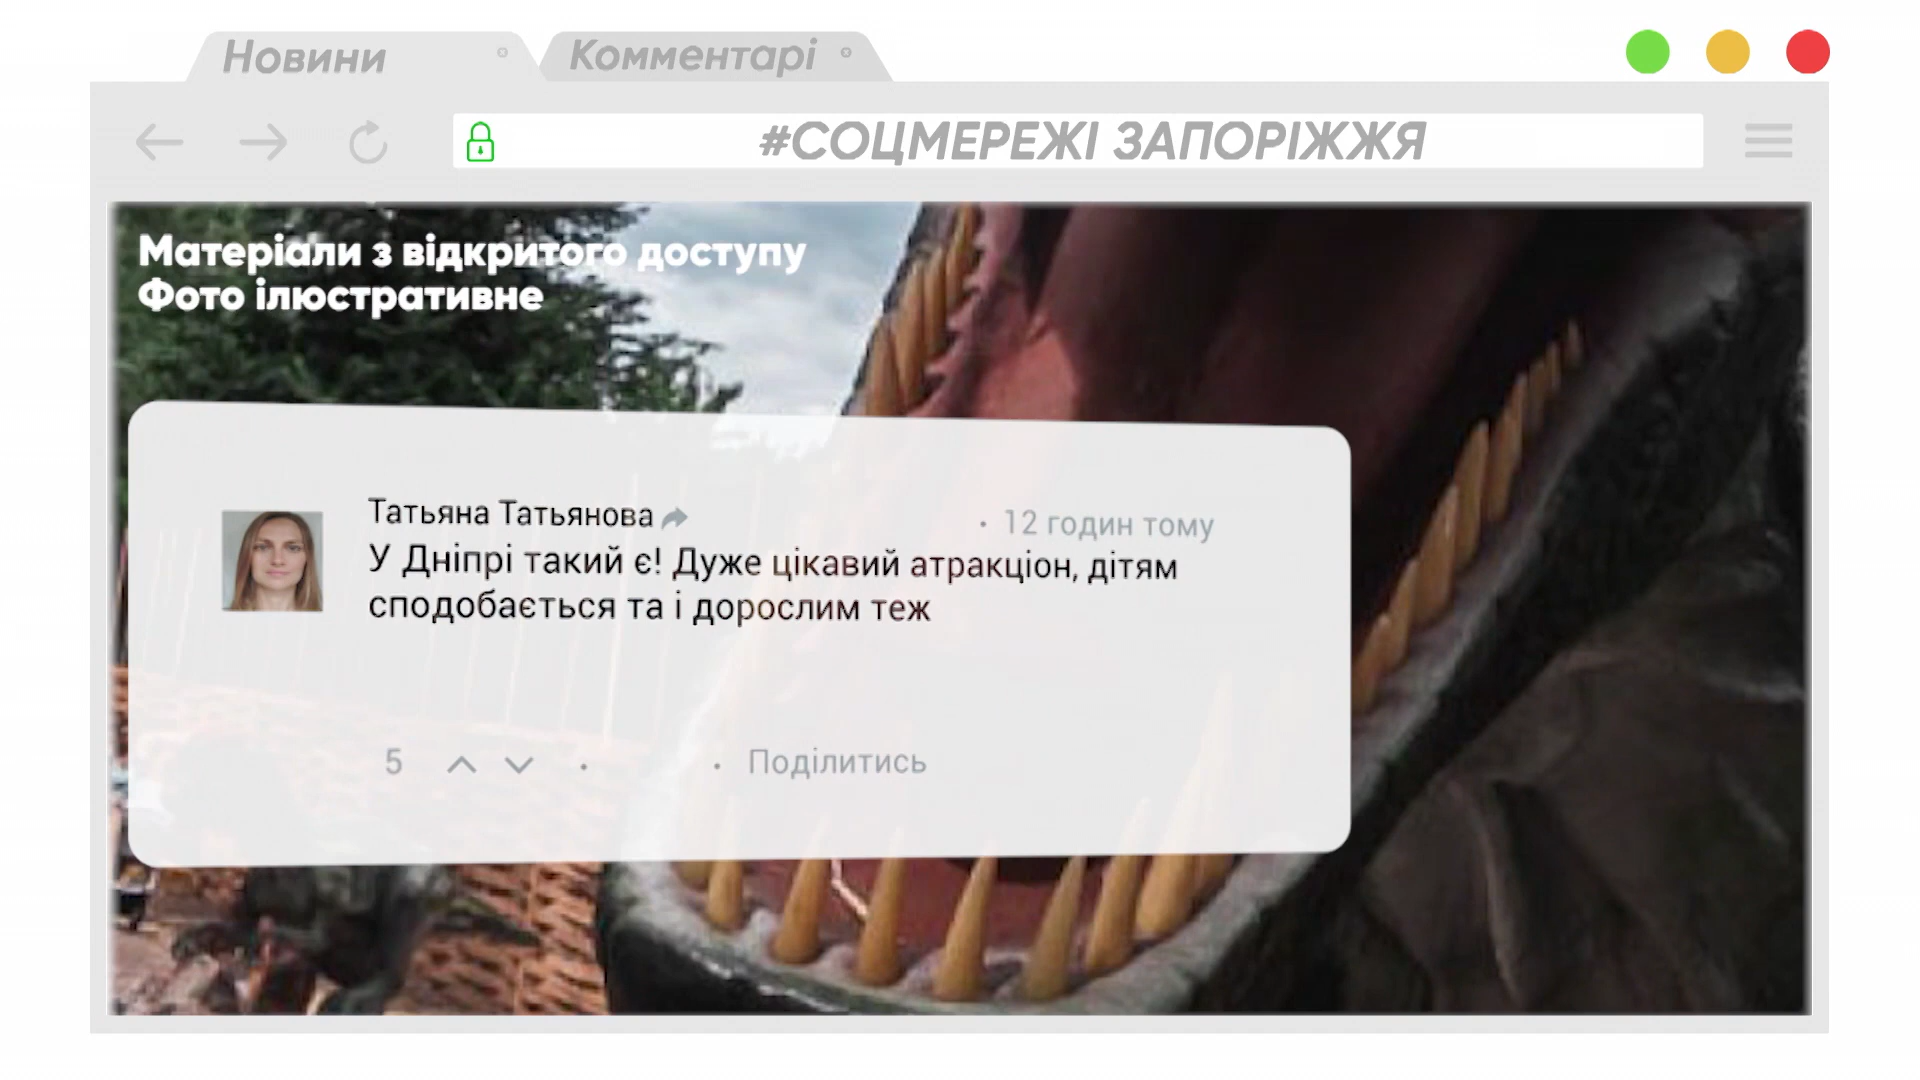 Новини
Комментарі
#СОЦМЕРЕЖІ ЗАПОРІЖЖЯ
Матеріали з відкритого доступу
Фото ілюстративне
Татьяна Татьянова
· 12 годин тому
У Дніпрі такий є! Дуже цікавий атракціон, дітям
сподобається та і дорослим теж
5 · · Поділитись